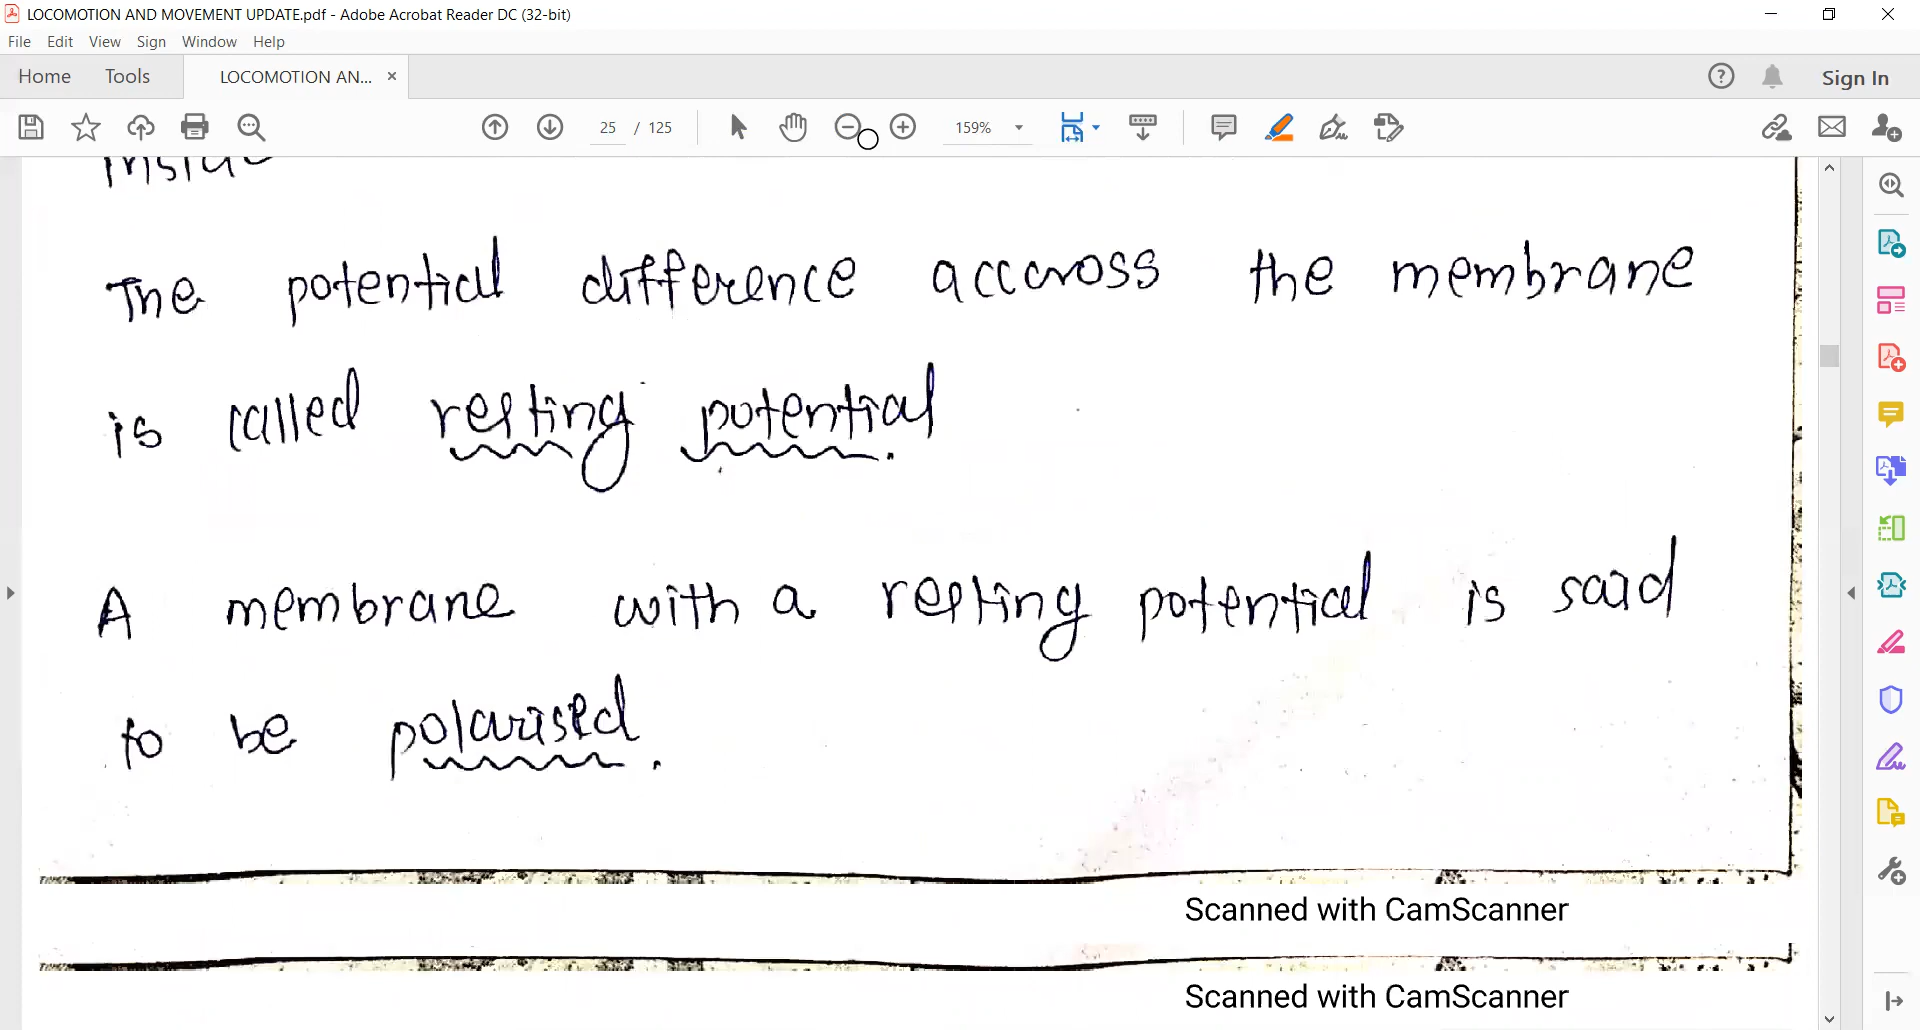 LOCOMOTION AND MOVEMENT UPDATE.pdf - Adobe Acrobat Reader DC (32-bit)
File Edit View Sign Window Help
Home Tools LOCOMOTION AN... × Sign In
25 / 125 159%
inside
The potential difference accross the membrane
is called resting potential.
A membrane with a resting potential is said
to be polarised.
Scanned with CamScanner
Scanned with CamScanner